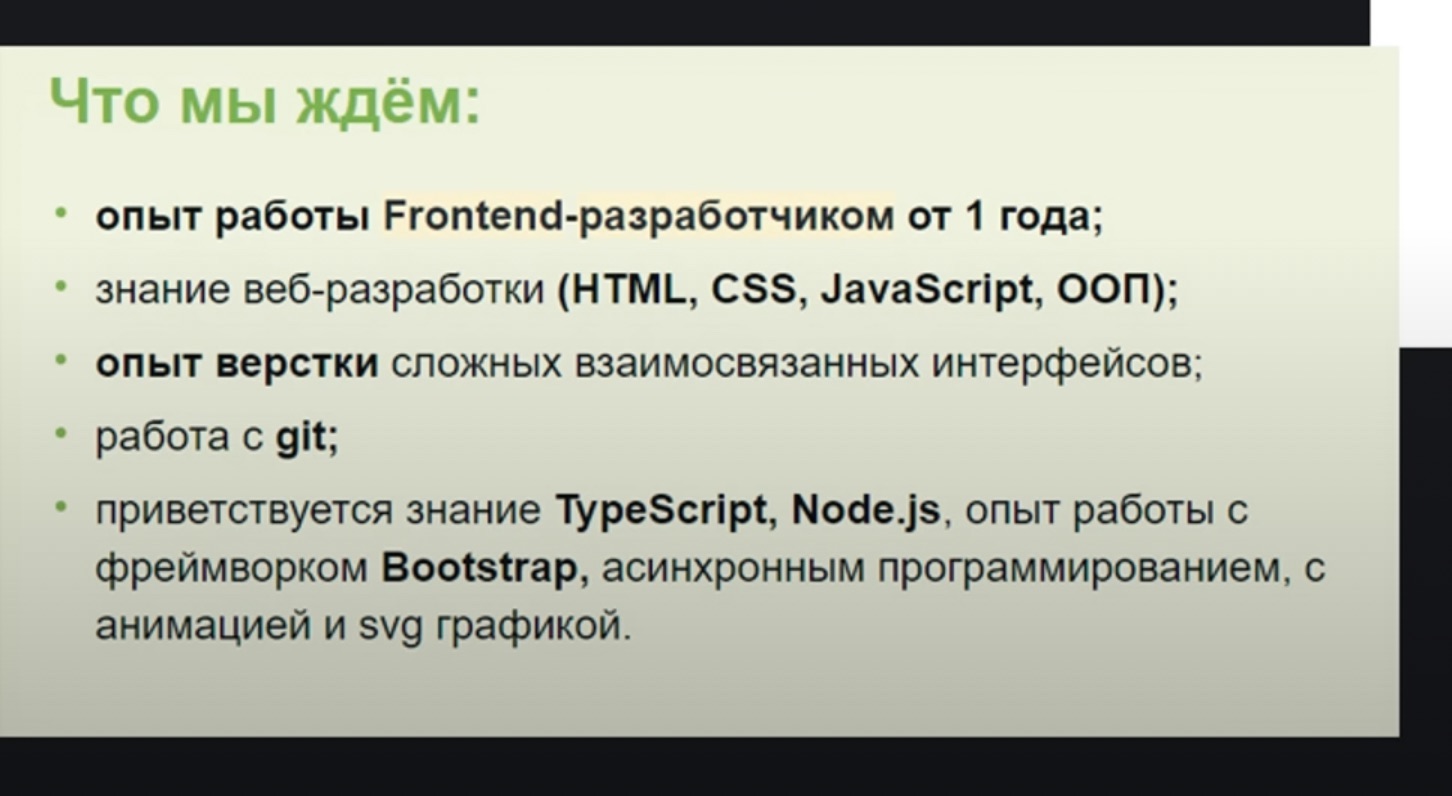 Что мы ждём:
• опыт работы Frontend-разработчиком от 1 года;
• знание веб-разработки (HTML, CSS, JavaScript, ООП);
• опыт верстки сложных взаимосвязанных интерфейсов;
• работа с git;
• приветствуется знание TypeScript, Node.js, опыт работы с
фреймворком Bootstrap, асинхронным программированием, с
анимацией и svg графикой.